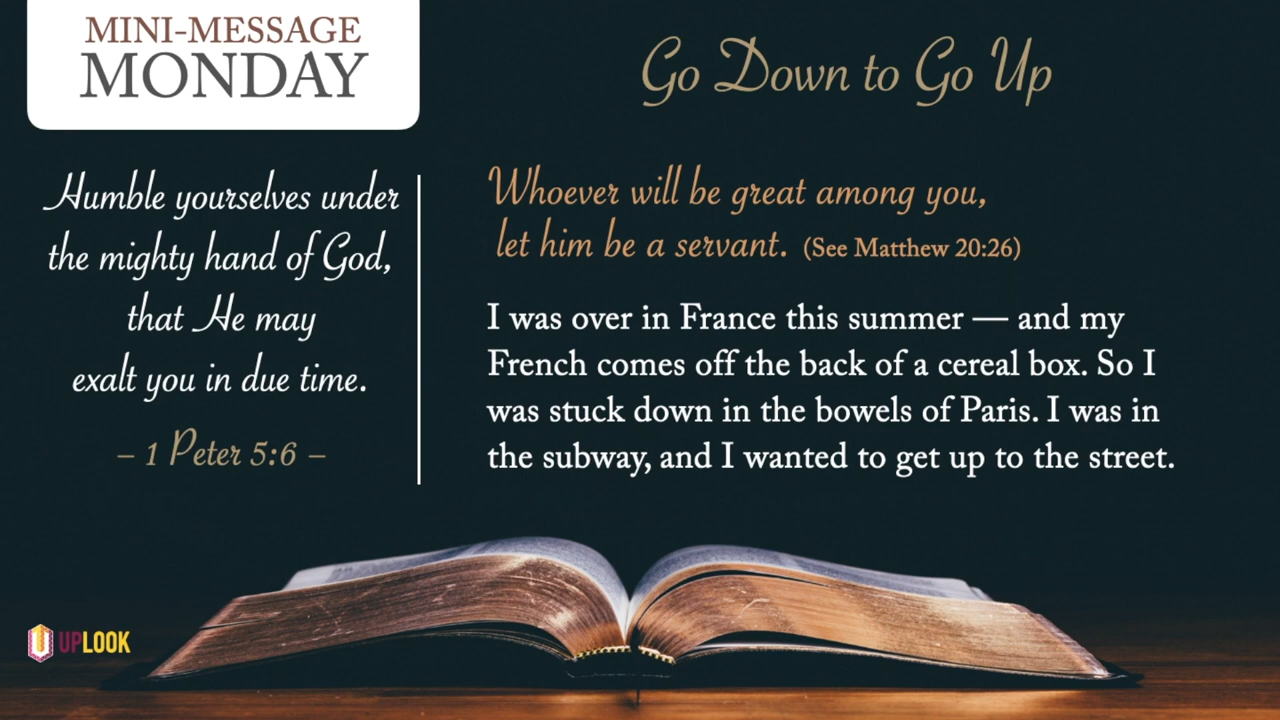 MINI-MESSAGE
MONDAY
Go Down to Go Up
Humble yourselves under
the mighty hand of God,
that He may
exalt you in due time.
– 1 Peter 5:6 –
Whoever will be great among you,
let him be a servant. (See Matthew 20:26)
I was over in France this summer — and my
French comes off the back of a cereal box. So I
was stuck down in the bowels of Paris. I was in
the subway, and I wanted to get up to the street.
UPLOOK